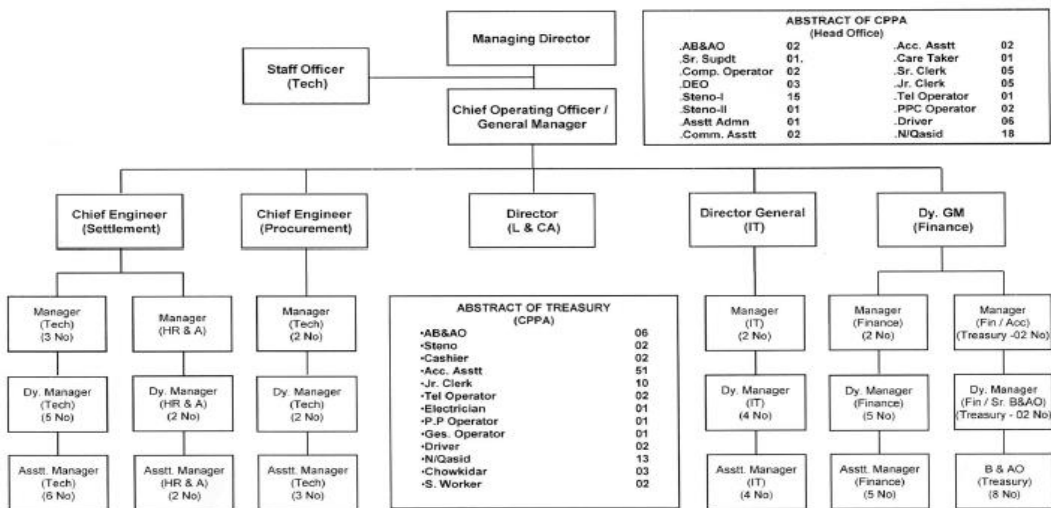 Managing Director
Staff Officer
(Tech)
Chief Operating Officer /
General Manager
ABSTRACT OF CPPA
(Head Office)
.AB&AO 02
.Sr. Supdt 01.
.Comp. Operator 02
.DEO 03
.Steno-I 15
.Steno-II 01
.Asstt Admn 01
.Comm. Asstt 02
.Acc. Asstt 02
.Care Taker 01
.Sr. Clerk 05
.Jr. Clerk 05
.Tel Operator 01
.PPC Operator 02
.Driver 06
.N/Qasid 18
Chief Engineer
(Settlement)
Chief Engineer
(Procurement)
Director
(L & CA)
Director General
(IT)
Dy. GM
(Finance)
Manager
(Tech)
(3 No)
Manager
(HR & A)
Manager
(Tech)
(2 No)
Manager
(IT)
(2 No)
Manager
(Finance)
(2 No)
Manager
(Fin / Acc)
(Treasury -02 No)
Dy. Manager
(Tech)
(5 No)
Dy. Manager
(HR & A)
(2 No)
Dy. Manager
(Tech)
(2 No)
Dy. Manager
(IT)
(4 No)
Dy. Manager
(Finance)
(5 No)
Dy. Manager
(Fin / Sr. B&AO)
(Treasury - 02 No)
Asstt. Manager
(Tech)
(6 No)
Asstt. Manager
(HR & A)
(2 No)
Asstt. Manager
(Tech)
(3 No)
Asstt. Manager
(IT)
(4 No)
Asstt. Manager
(Finance)
(5 No)
B & AO
(Treasury)
(8 No)
ABSTRACT OF TREASURY
(CPPA)
•AB&AO 06
•Steno 02
•Cashier 02
•Acc. Asstt 51
•Jr. Clerk 10
•Tel Operator 02
•Electrician 01
•P.P Operator 01
•Ges. Operator 01
•Driver 02
•N/Qasid 13
•Chowkidar 03
•S. Worker 02